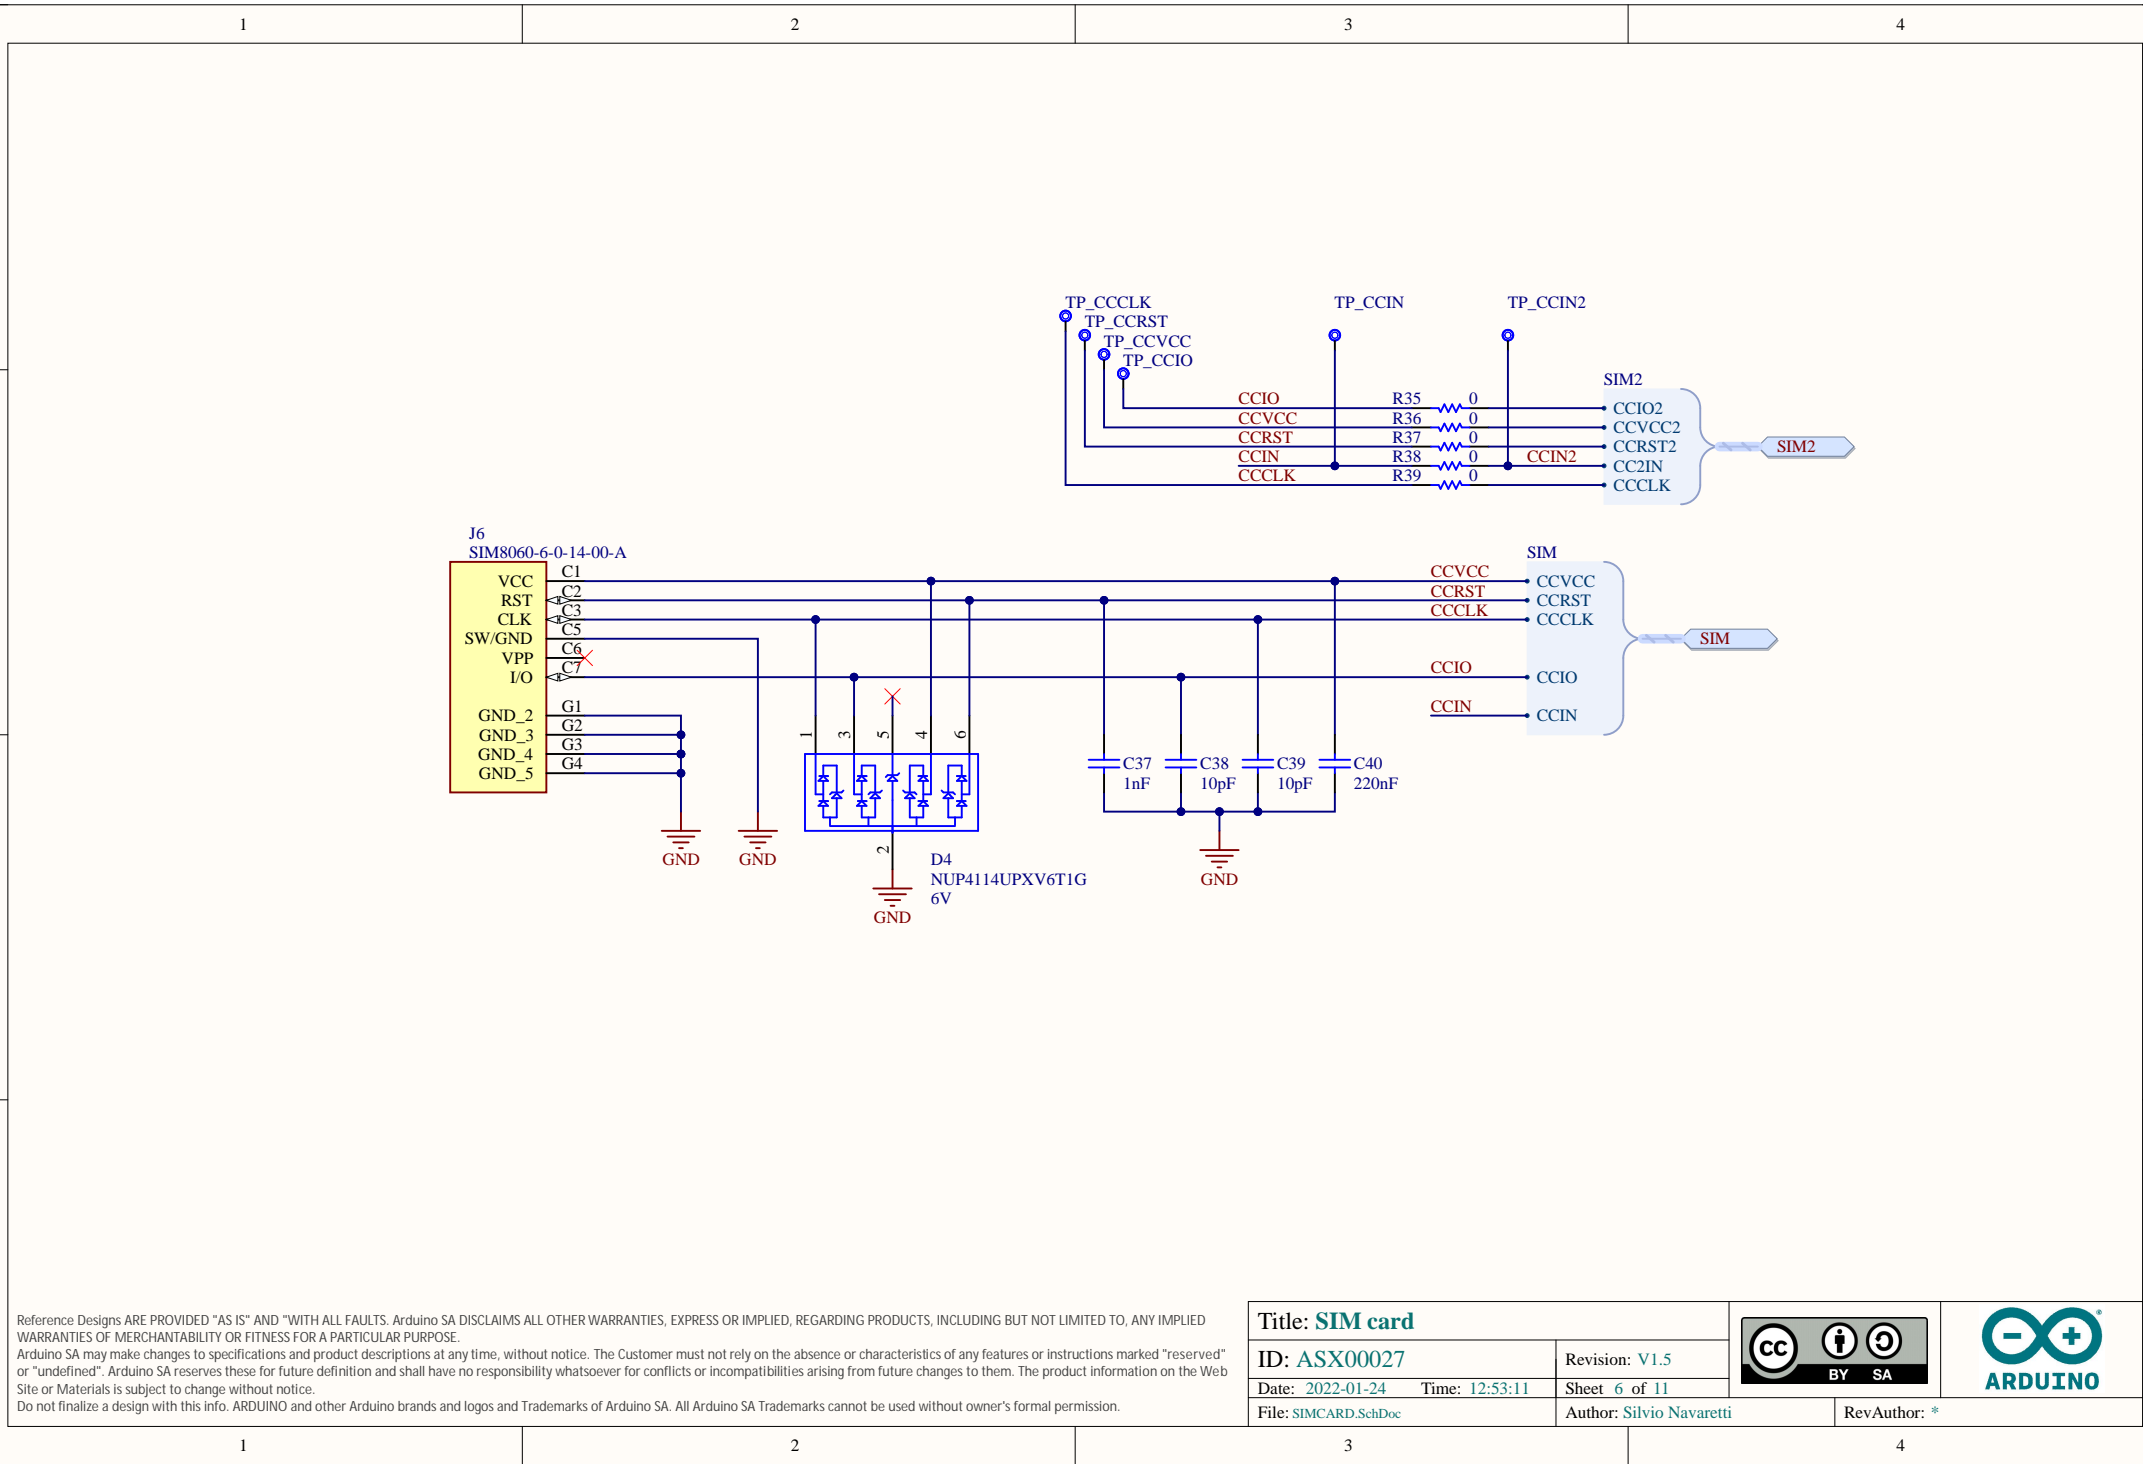 1 2 3 4
TP_CCCLK TP_CCIN TP_CCIN2
TP_CCRST
TP_CCVCC
TP_CCIO
SIM2
CCIO R35 0 CCIO2
CCVCC R36 0 CCVCC2
CCRST R37 0 CCRST2 SIM2
CCIN R38 0 CCIN2 CC2IN
CCCLK R39 0 CCCLK
J6
SIM8060-6-0-14-00-A SIM
VCC C1 CCVCC CCVCC
RST C2 CCRST CCRST
CLK C3 CCCLK CCCLK
SW/GND C5 SIM
VPP C6
I/O C7 CCIO CCIO
GND_2 G1 CCIN CCIN
GND_3 G2 1 3 5 4 6
GND_4 G3
GND_5 G4
C37 C38 C39 C40
1nF 10pF 10pF 220nF
GND GND 2 D4 GND
NUP4114UPXV6T1G
6V
GND
Reference Designs ARE PROVIDED "AS IS" AND "WITH ALL FAULTS. Arduino SA DISCLAIMS ALL OTHER WARRANTIES, EXPRESS OR IMPLIED, REGARDING PRODUCTS, INCLUDING BUT NOT LIMITED TO, ANY IMPLIED
WARRANTIES OF MERCHANTABILITY OR FITNESS FOR A PARTICULAR PURPOSE.
Arduino SA may make changes to specifications and product descriptions at any time, without notice. The Customer must not rely on the absence or characteristics of any features or instructions marked "reserved"
or "undefined". Arduino SA reserves these for future definition and shall have no responsibility whatsoever for conflicts or incompatibilities arising from future changes to them. The product information on the Web
Site or Materials is subject to change without notice.
Do not finalize a design with this info. ARDUINO and other Arduino brands and logos and Trademarks of Arduino SA. All Arduino SA Trademarks cannot be used without owner's formal permission.
Title: SIM card
ID: ASX00027 Revision: V1.5
Date: 2022-01-24 Time: 12:53:11 Sheet 6 of 11
File: SIMCARD.SchDoc Author: Silvio Navaretti RevAuthor: *
cc BY SA
ARDUINO
1 2 3 4